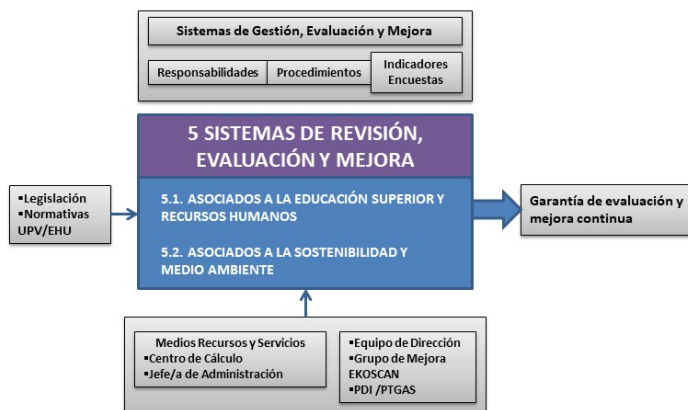 Sistemas de Gestión, Evaluación y Mejora
Responsabilidades
Procedimientos
Indicadores
Encuestas
5 SISTEMAS DE REVISIÓN,
EVALUACIÓN Y MEJORA
5.1. ASOCIADOS A LA EDUCACIÓN SUPERIOR Y
RECURSOS HUMANOS
5.2. ASOCIADOS A LA SOSTENIBILIDAD Y
MEDIO AMBIENTE
▪Legislación
▪Normativas
UPV/EHU
Garantía de evaluación y
mejora continua
Medios Recursos y Servicios
▪Centro de Cálculo
▪Jefe/a de Administración
▪Equipo de Dirección
▪Grupo de Mejora
EKOSCAN
▪PDI /PTGAS